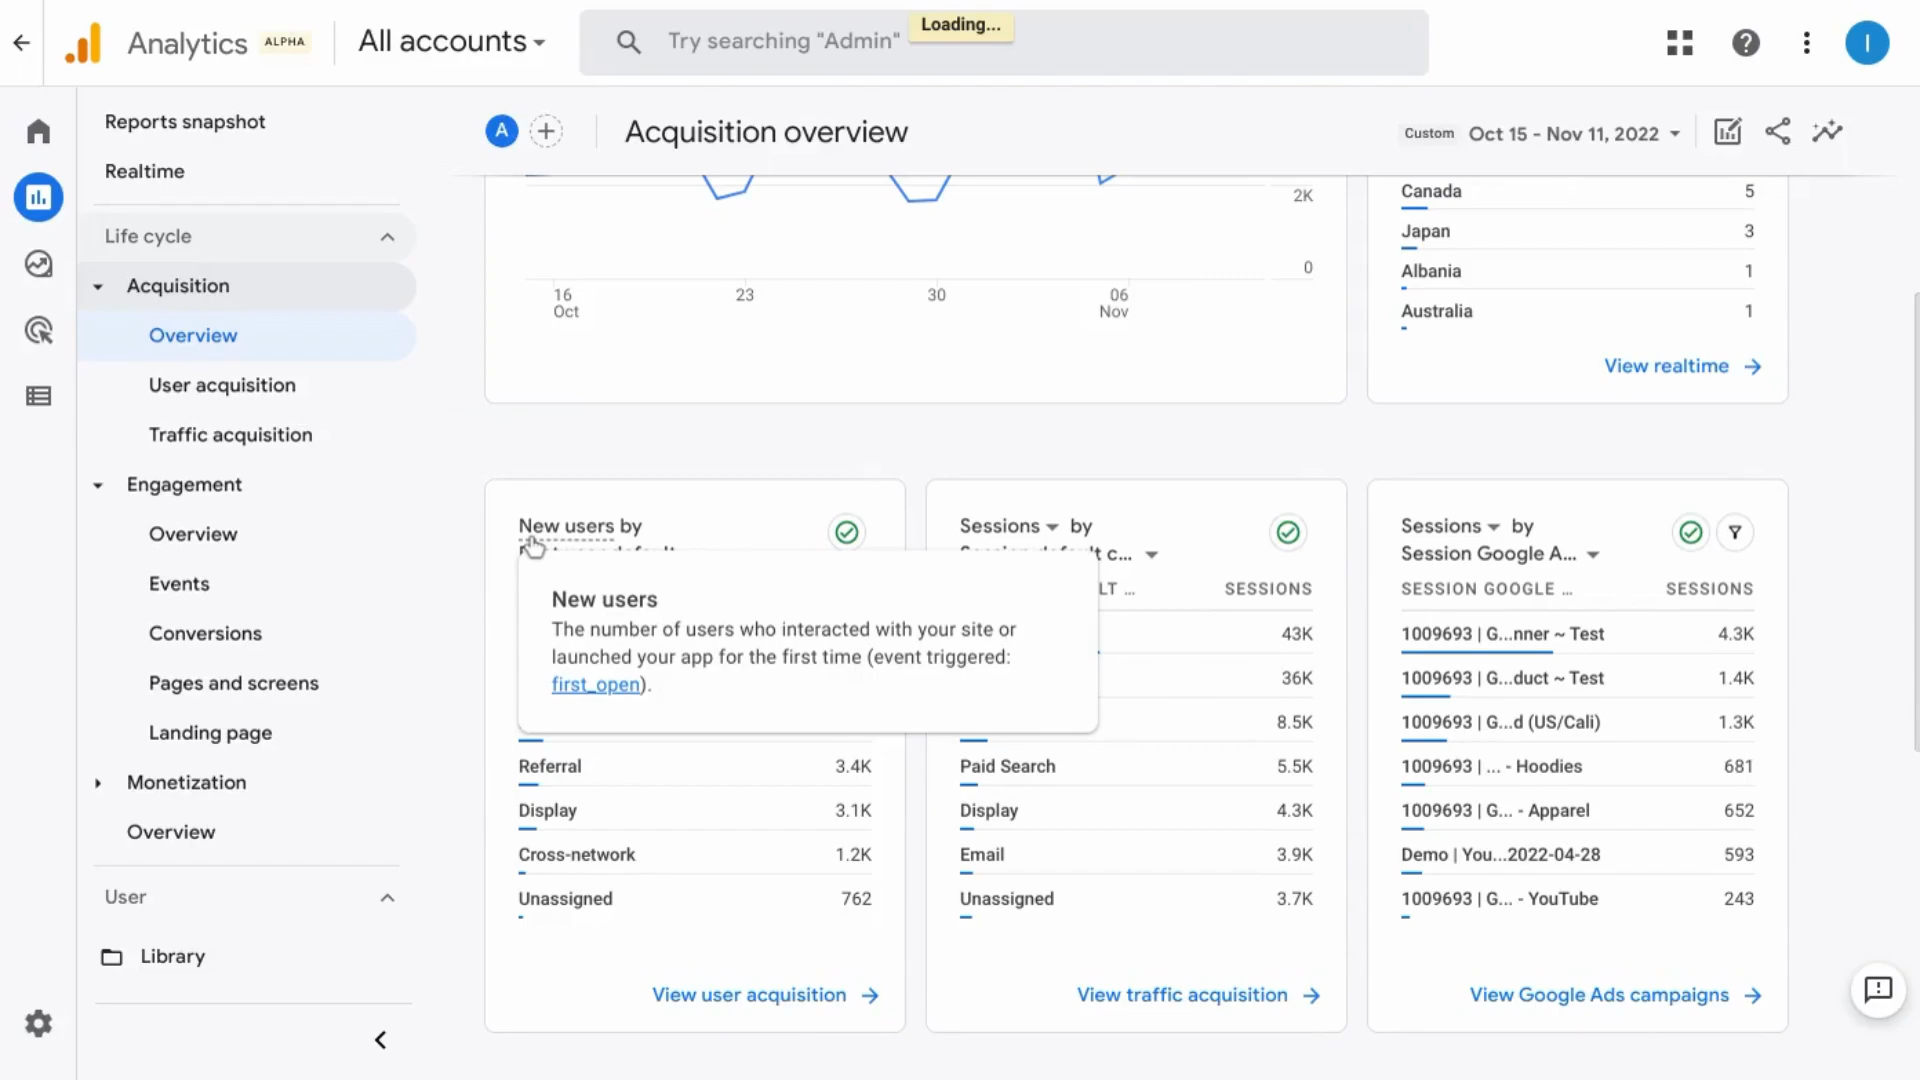 Analytics ALPHA
All accounts
Try searching "Admin"
Loading...
I
Reports snapshot
Realtime
Life cycle
Acquisition
Overview
User acquisition
Traffic acquisition
Engagement
Overview
Events
Conversions
Pages and screens
Landing page
Monetization
Overview
User
Library
A
Acquisition overview
Custom Oct 15 - Nov 11, 2022
2K
0
16
Oct
23
30
06
Nov
Canada 5
Japan 3
Albania 1
Australia 1
View realtime
New users by
New users
The number of users who interacted with your site or
launched your app for the first time (event triggered:
first_open).
Referral 3.4K
Display 3.1K
Cross-network 1.2K
Unassigned 762
View user acquisition
Sessions by
t c...
LT ... SESSIONS
43K
36K
8.5K
Paid Search 5.5K
Display 4.3K
Email 3.9K
Unassigned 3.7K
View traffic acquisition
Sessions by
Session Google A...
SESSION GOOGLE ... SESSIONS
1009693 | G...nner ~ Test 4.3K
1009693 | G...duct ~ Test 1.4K
1009693 | G...d (US/Cali) 1.3K
1009693 | ... - Hoodies 681
1009693 | G... - Apparel 652
Demo | You...2022-04-28 593
1009693 | G... - YouTube 243
View Google Ads campaigns